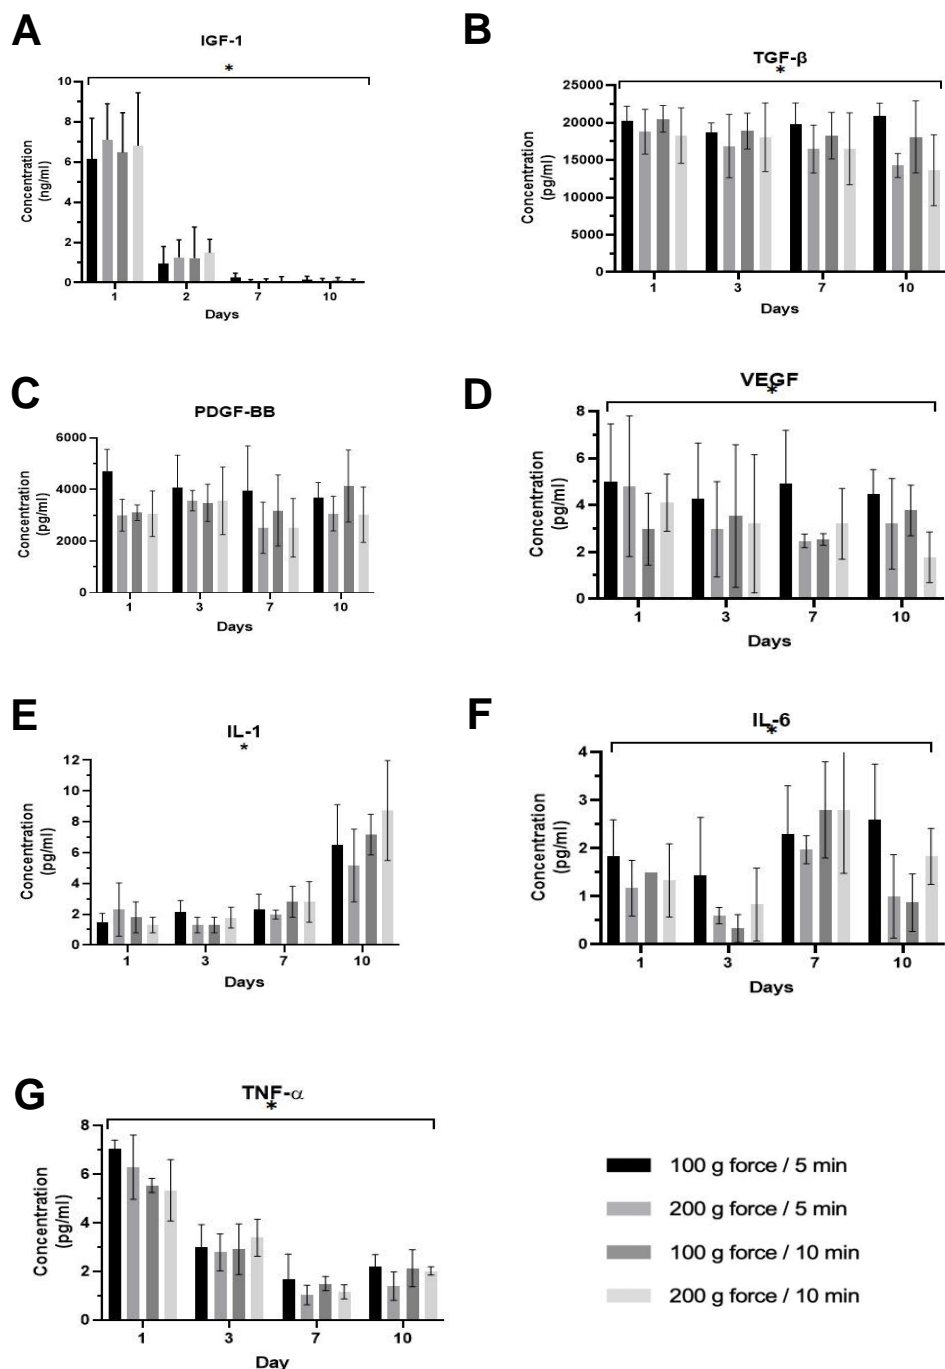 A
IGF-1
*
Concentration
(ng/ml)
10
8
6
4
2
0
1
2
7
10
Days
B
TGF-β
*
Concentration
(pg/ml)
25000
20000
15000
10000
5000
0
1
3
7
10
Days
C
PDGF-BB
Concentration
(pg/ml)
6000
4000
2000
0
1
3
7
10
Days
D
VEGF
*
Concentration
(pg/ml)
8
6
4
2
0
1
3
7
10
Days
E
IL-1
*
Concentration
(pg/ml)
12
10
8
6
4
2
0
1
3
7
10
Days
F
IL-6
*
Concentration
(pg/ml)
4
3
2
1
0
1
3
7
10
Days
G
TNF-α
*
Concentration
(pg/ml)
8
6
4
2
0
1
3
7
10
Day
100 g force / 5 min
200 g force / 5 min
100 g force / 10 min
200 g force / 10 min